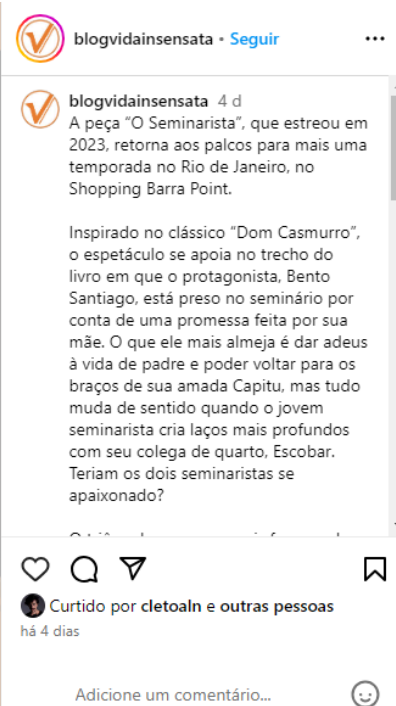 blogvidainsensata • Seguir
blogvidainsensata 4 d
A peça “O Seminarista”, que estreou em
2023, retorna aos palcos para mais uma
temporada no Rio de Janeiro, no
Shopping Barra Point.
Inspirado no clássico “Dom Casmurro”,
o espetáculo se apoia no trecho do
livro em que o protagonista, Bento
Santiago, está preso no seminário por
conta de uma promessa feita por sua
mãe. O que ele mais almeja é dar adeus
à vida de padre e poder voltar para os
braços de sua amada Capitu, mas tudo
muda de sentido quando o jovem
seminarista cria laços mais profundos
com seu colega de quarto, Escobar.
Teriam os dois seminaristas se
apaixonado?
Curtido por cletoaln e outras pessoas
há 4 dias
Adicione um comentário...